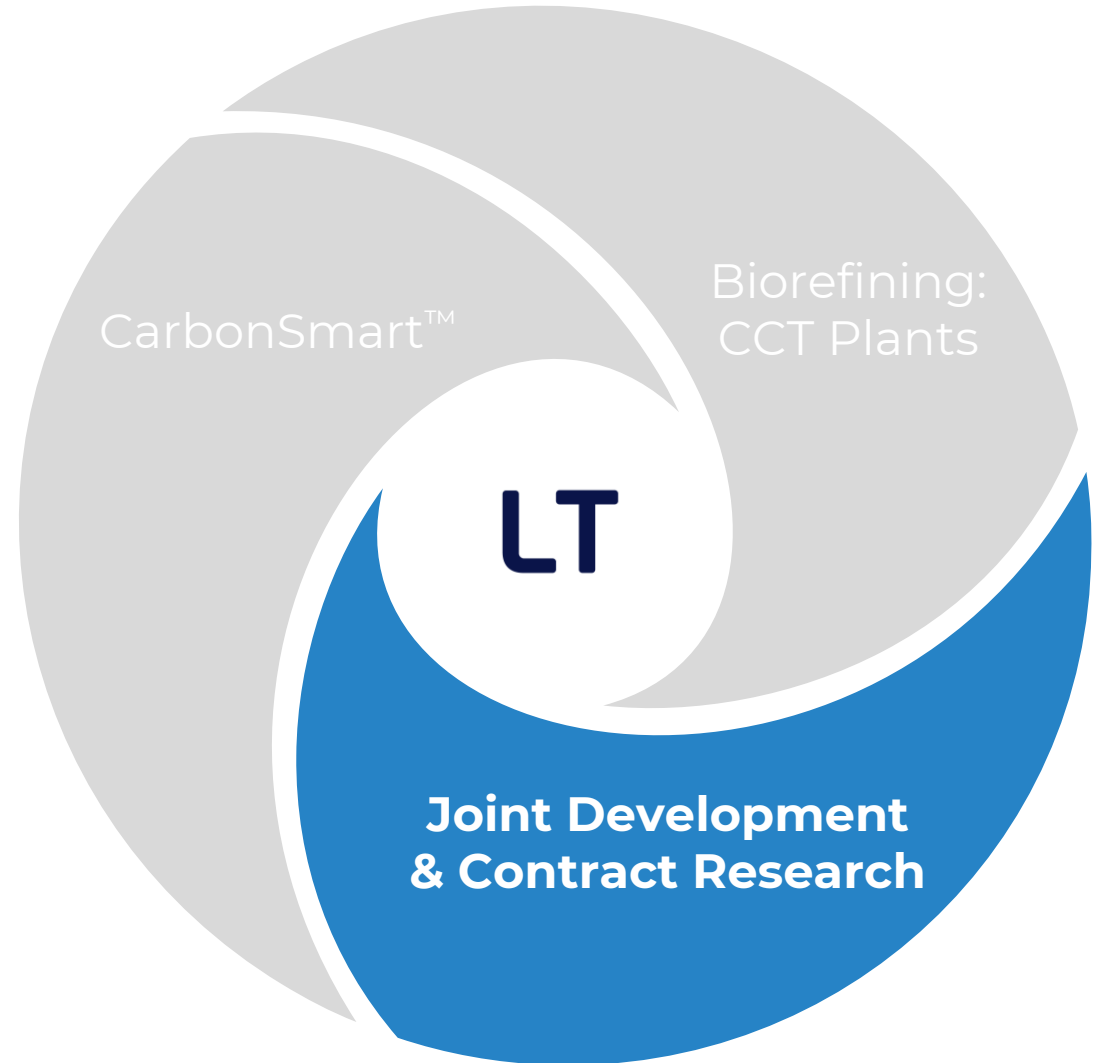 CarbonSmart™
Biorefining:
CCT Plants
LT
Joint Development
& Contract Research